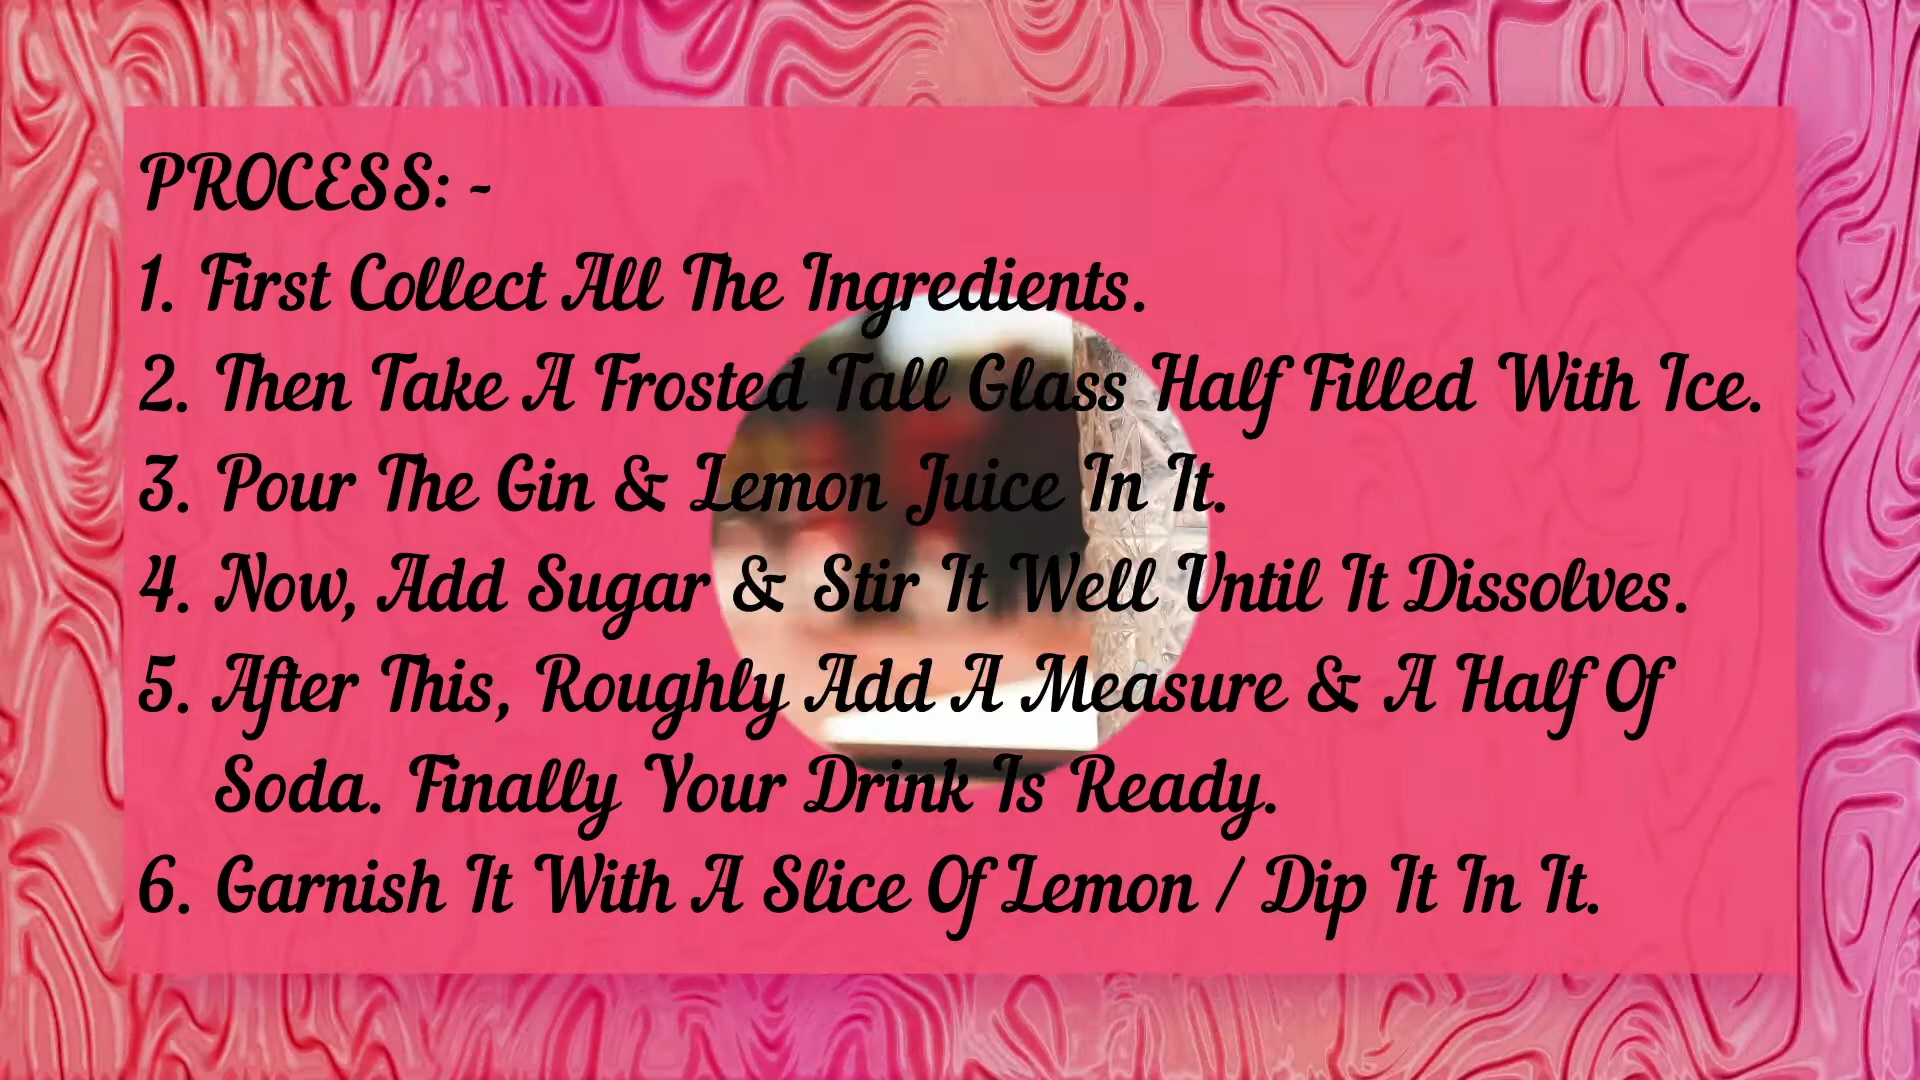 PROCESS: -
1. First Collect All The Ingredients.
2. Then Take A Frosted Tall Glass Half Filled With Ice.
3. Pour The Gin & Lemon Juice In It.
4. Now, Add Sugar & Stir It Well Until It Dissolves.
5. After This, Roughly Add A Measure & A Half Of
Soda. Finally Your Drink Is Ready.
6. Garnish It With A Slice Of Lemon / Dip It In It.